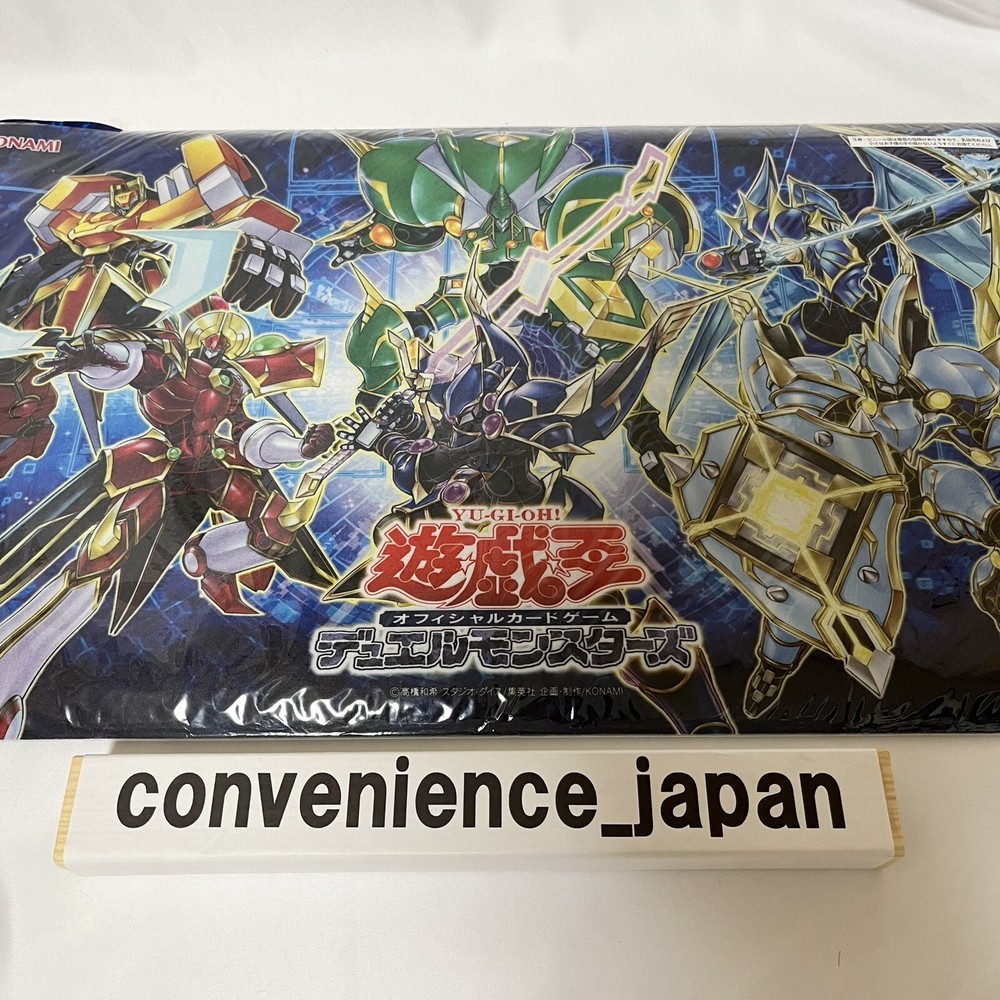 KONAMI
YU-GI-OH!
遊戯王
オフィシャルカードゲーム
デュエルモンスターズ
©高橋和希 スタジオ・ダイス/集英社 企画・制作/KONAMI
convenience_japan